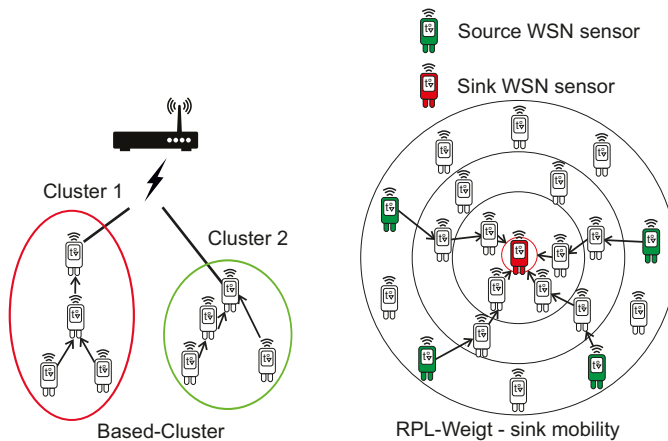 Source WSN sensor
Sink WSN sensor
Cluster 1
Cluster 2
Based-Cluster
RPL-Weigt - sink mobility